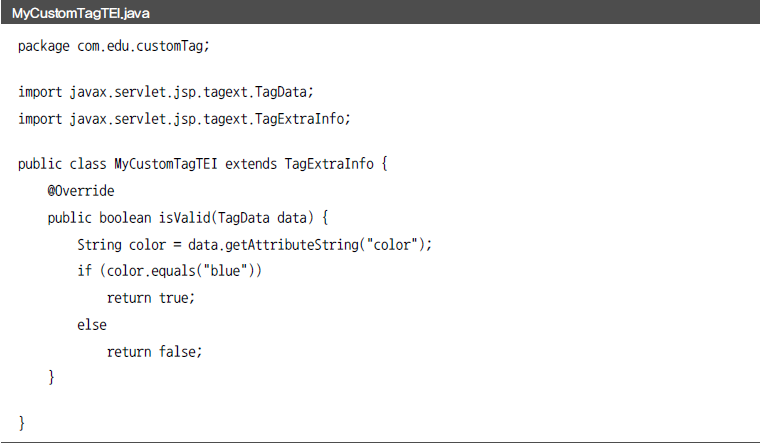 MyCustomTagTEI.java
package com.edu.customTag;
import javax.servlet.jsp.tagext.TagData;
import javax.servlet.jsp.tagext.TagExtraInfo;
public class MyCustomTagTEI extends TagExtraInfo {
    @Override
    public boolean isValid(TagData data) {
        String color = data.getAttributeString("color");
        if (color.equals("blue"))
            return true;
        else
            return false;
    }
}